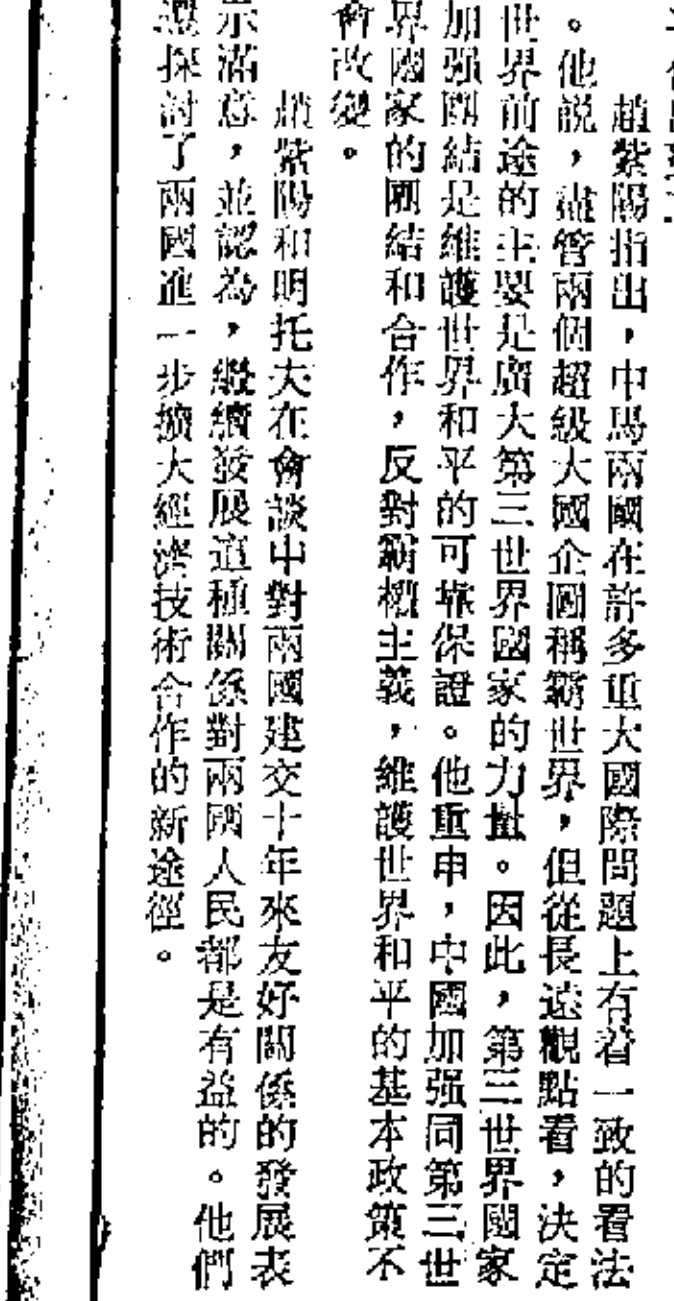 趙紫陽指出，中馬兩國在許多重大國際問題上有着一致的看法
。他說，儘管兩個超級大國企圖稱霸世界，但從長遠觀點看，決定
世界前途的主要是廣大第三世界國家的力量。因此，第三世界國家
加强團結是維護世界和平的可靠保證。他重申，中國加强同第三世
界國家的團結和合作，反對霸權主義，維護世界和平的基本政策不
會改變。
趙紫陽和明托夫在會談中對兩國建交十年來友好關係的發展表
示滿意，並認為，繼續發展這種關係對兩國人民都是有益的。他們
還探討了兩國進一步擴大經濟技術合作的新途徑。